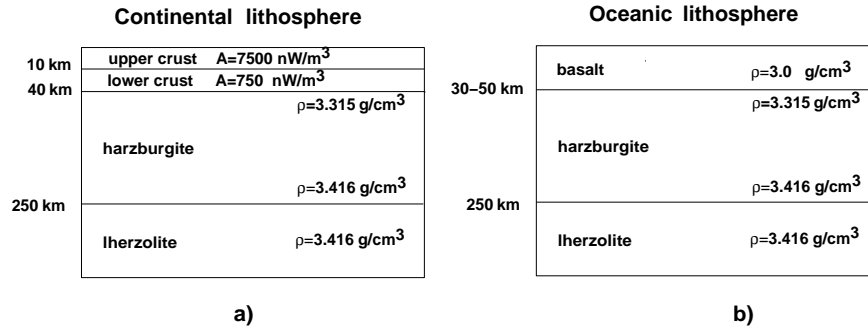 Continental lithosphere
10 km
upper crust A=7500 nW/m³
40 km
lower crust A=750 nW/m³
ρ=3.315 g/cm³
harzburgite
ρ=3.416 g/cm³
250 km
lherzolite ρ=3.416 g/cm³
a)
Oceanic lithosphere
basalt ρ=3.0 g/cm³
30–50 km
ρ=3.315 g/cm³
harzburgite
ρ=3.416 g/cm³
250 km
lherzolite ρ=3.416 g/cm³
b)